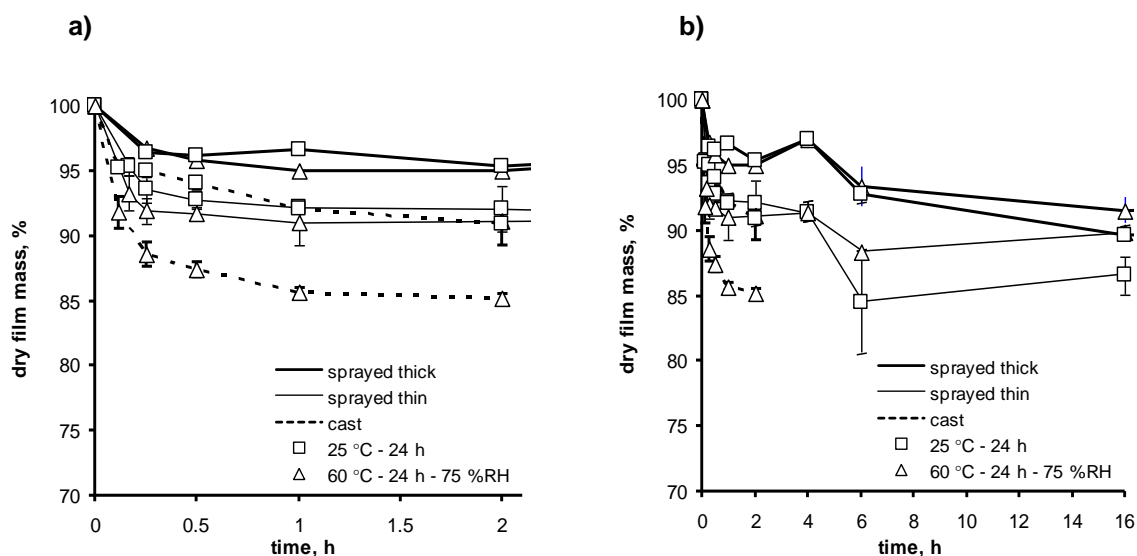 a)
dry film mass, %
100
95
90
85
80
75
70
sprayed thick
sprayed thin
cast
25 °C - 24 h
60 °C - 24 h - 75 %RH
0 0.5 1 1.5 2
time, h
b)
dry film mass, %
100
95
90
85
80
75
70
sprayed thick
sprayed thin
cast
25 °C - 24 h
60 °C - 24 h - 75 %RH
0 2 4 6 8 10 12 14 16
time, h